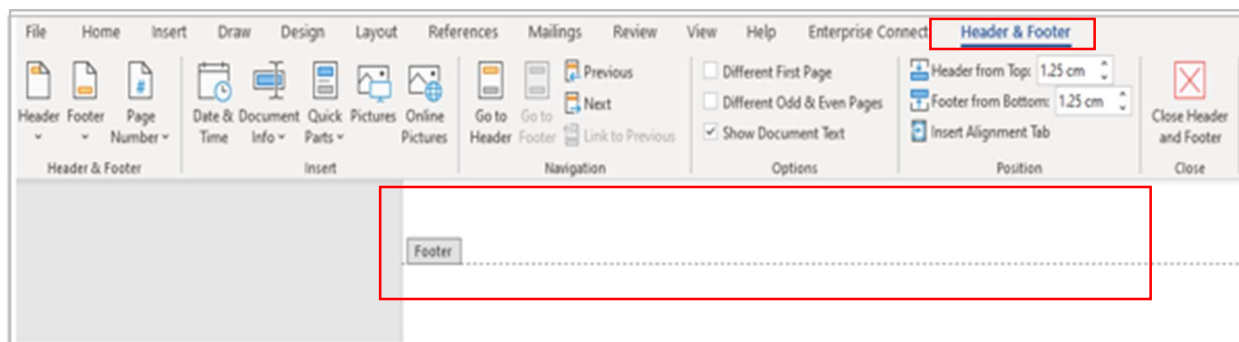 File Home Insert Draw Design Layout References Mailings Review View Help Enterprise Connect Header & Footer
Header Footer Page Number
Date & Time Document Info Quick Parts Pictures Online Pictures
Go to Header Go to Footer
Previous
Next
Link to Previous
Different First Page
Different Odd & Even Pages
Show Document Text
Header from Top: 1.25 cm
Footer from Bottom: 1.25 cm
Insert Alignment Tab
Close Header and Footer
Header & Footer Insert Navigation Options Position Close
Footer